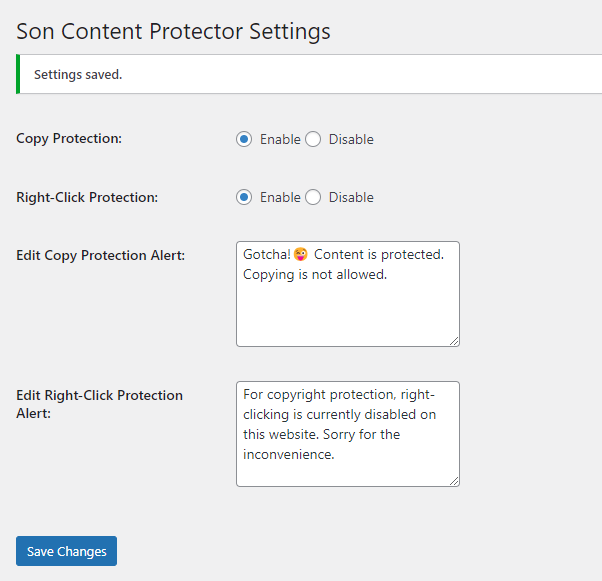 Son Content Protector Settings
Settings saved.
Copy Protection: Enable Disable
Right-Click Protection: Enable Disable
Edit Copy Protection Alert:
Gotcha!😜 Content is protected.
Copying is not allowed.
Edit Right-Click Protection
Alert:
For copyright protection, right-
clicking is currently disabled on
this website. Sorry for the
inconvenience.
Save Changes